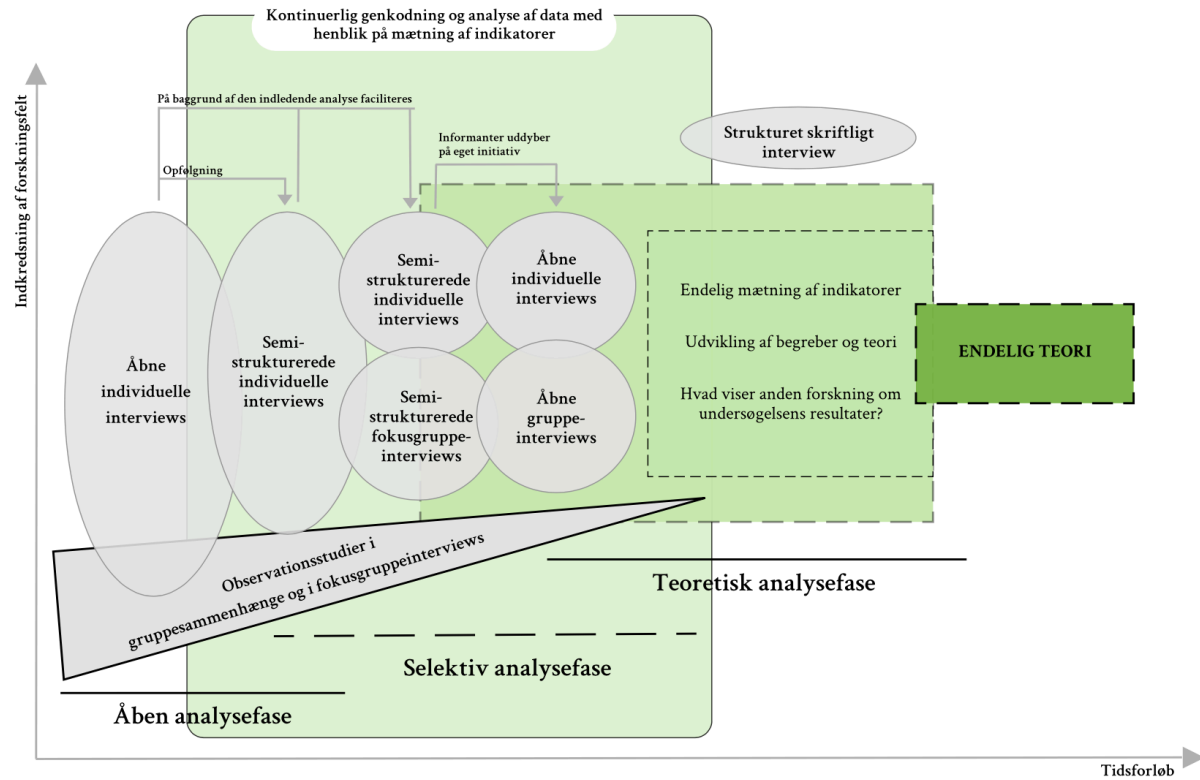 Kontinuerlig genkodning og analyse af data med
henblik på mætning af indikatorer
Indkredsning af forskningsfelt
På baggrund af den indledende analyse faciliteres
Opfølgning
Informanter uddyber
på eget initiativ
Strukturet skriftligt
interview
Åbne
individuelle
interviews
Semi-
strukturerede
individuelle
interviews
Semi-
strukturerede
individuelle
interviews
Semi-
strukturerede
fokusgruppe-
interviews
Åbne
individuelle
interviews
Åbne
gruppe-
interviews
Endelig mætning af indikatorer
Udvikling af begreber og teori
Hvad viser anden forskning om
undersøgelsens resultater?
ENDELIG TEORI
Observationsstudier i
gruppesammenhænge og i fokusgruppeinterviews
Teoretisk analysefase
Selektiv analysefase
Åben analysefase
Tidsforløb